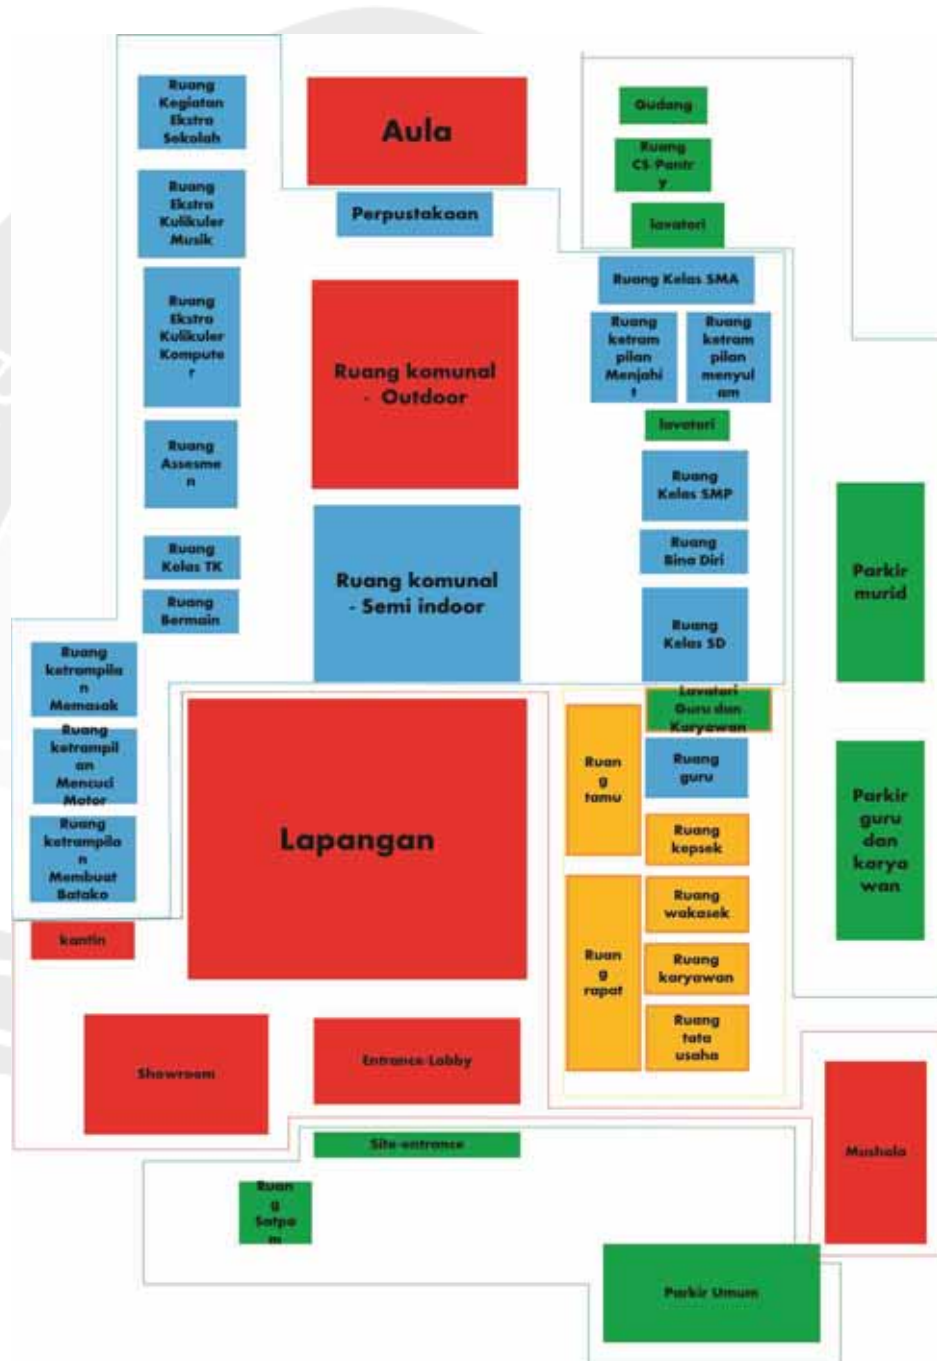 Ruang
Kegiatan
Ekstra
Sekolah
Aula
Gudang
Ruang
CS-Pantr
y
lavatori
Ruang
Ekstra
Kulikuler
Musik
Perpustakaan
Ruang Kelas SMA
Ruang
Ekstra
Kulikuler
Kompute
r
Ruang komunal
- Outdoor
Ruang
ketram
pilan
Menjahi
t
Ruang
ketram
pilan
menyul
am
lavatori
Ruang
Assesme
n
Ruang
Kelas SMP
Ruang
Kelas TK
Ruang komunal
- Semi indoor
Ruang
Bina Diri
Parkir
murid
Ruang
Bermain
Ruang
Kelas SD
Ruang
ketrampila
n
Memasak
Lavatori
Guru dan
Karyawan
Ruang
ketrampil
an
Mencuci
Motor
Lapangan
Ruan
g
tamu
Ruang
guru
Parkir
guru
dan
karya
wan
Ruang
ketrampila
n
Membuat
Batako
Ruang
kepsek
kantin
Ruan
g
rapat
Ruang
wakasek
Ruang
karyawan
Ruang
tata
usaha
Showroom
Entrance-Lobby
Mushola
Site-entrance
Ruan
g
Satpa
m
Parkir Umum